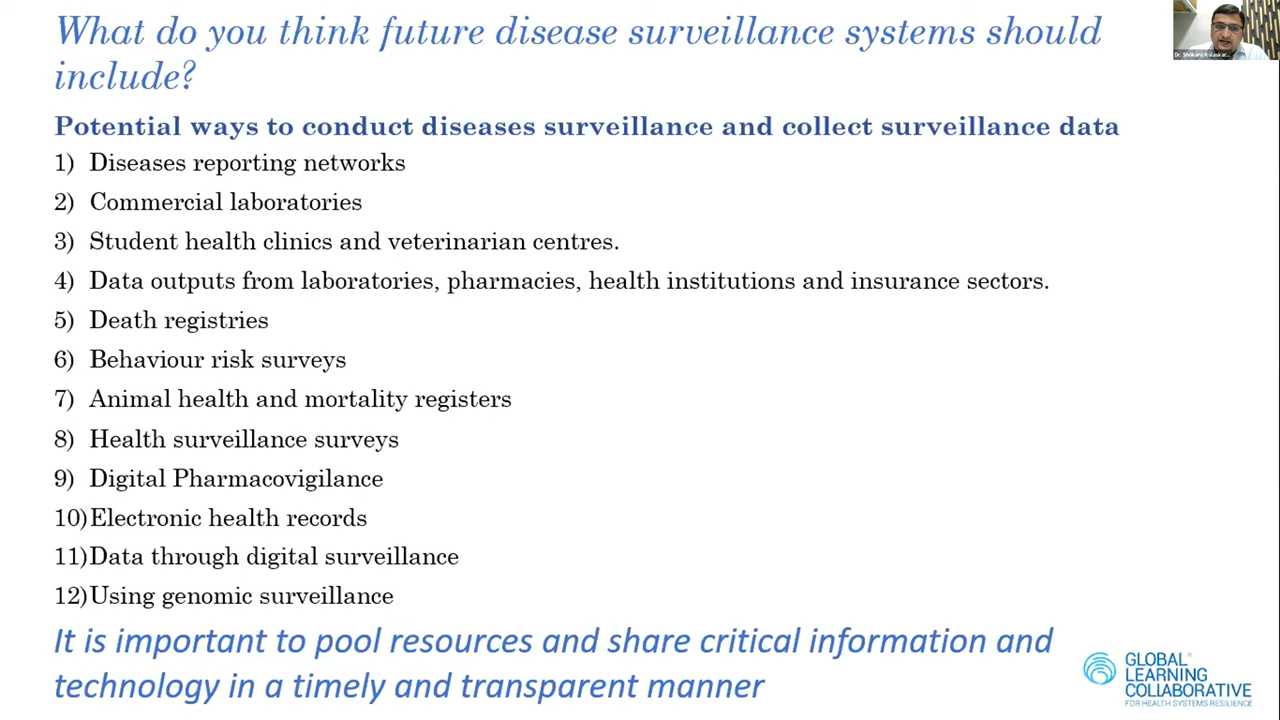 What do you think future disease surveillance systems should
include?
Potential ways to conduct diseases surveillance and collect surveillance data
1) Diseases reporting networks
2) Commercial laboratories
3) Student health clinics and veterinarian centres.
4) Data outputs from laboratories, pharmacies, health institutions and insurance sectors.
5) Death registries
6) Behaviour risk surveys
7) Animal health and mortality registers
8) Health surveillance surveys
9) Digital Pharmacovigilance
10)Electronic health records
11)Data through digital surveillance
12)Using genomic surveillance
It is important to pool resources and share critical information and
technology in a timely and transparent manner
GLOBAL
LEARNING
COLLABORATIVE
FOR HEALTH SYSTEMS RESILIENCE